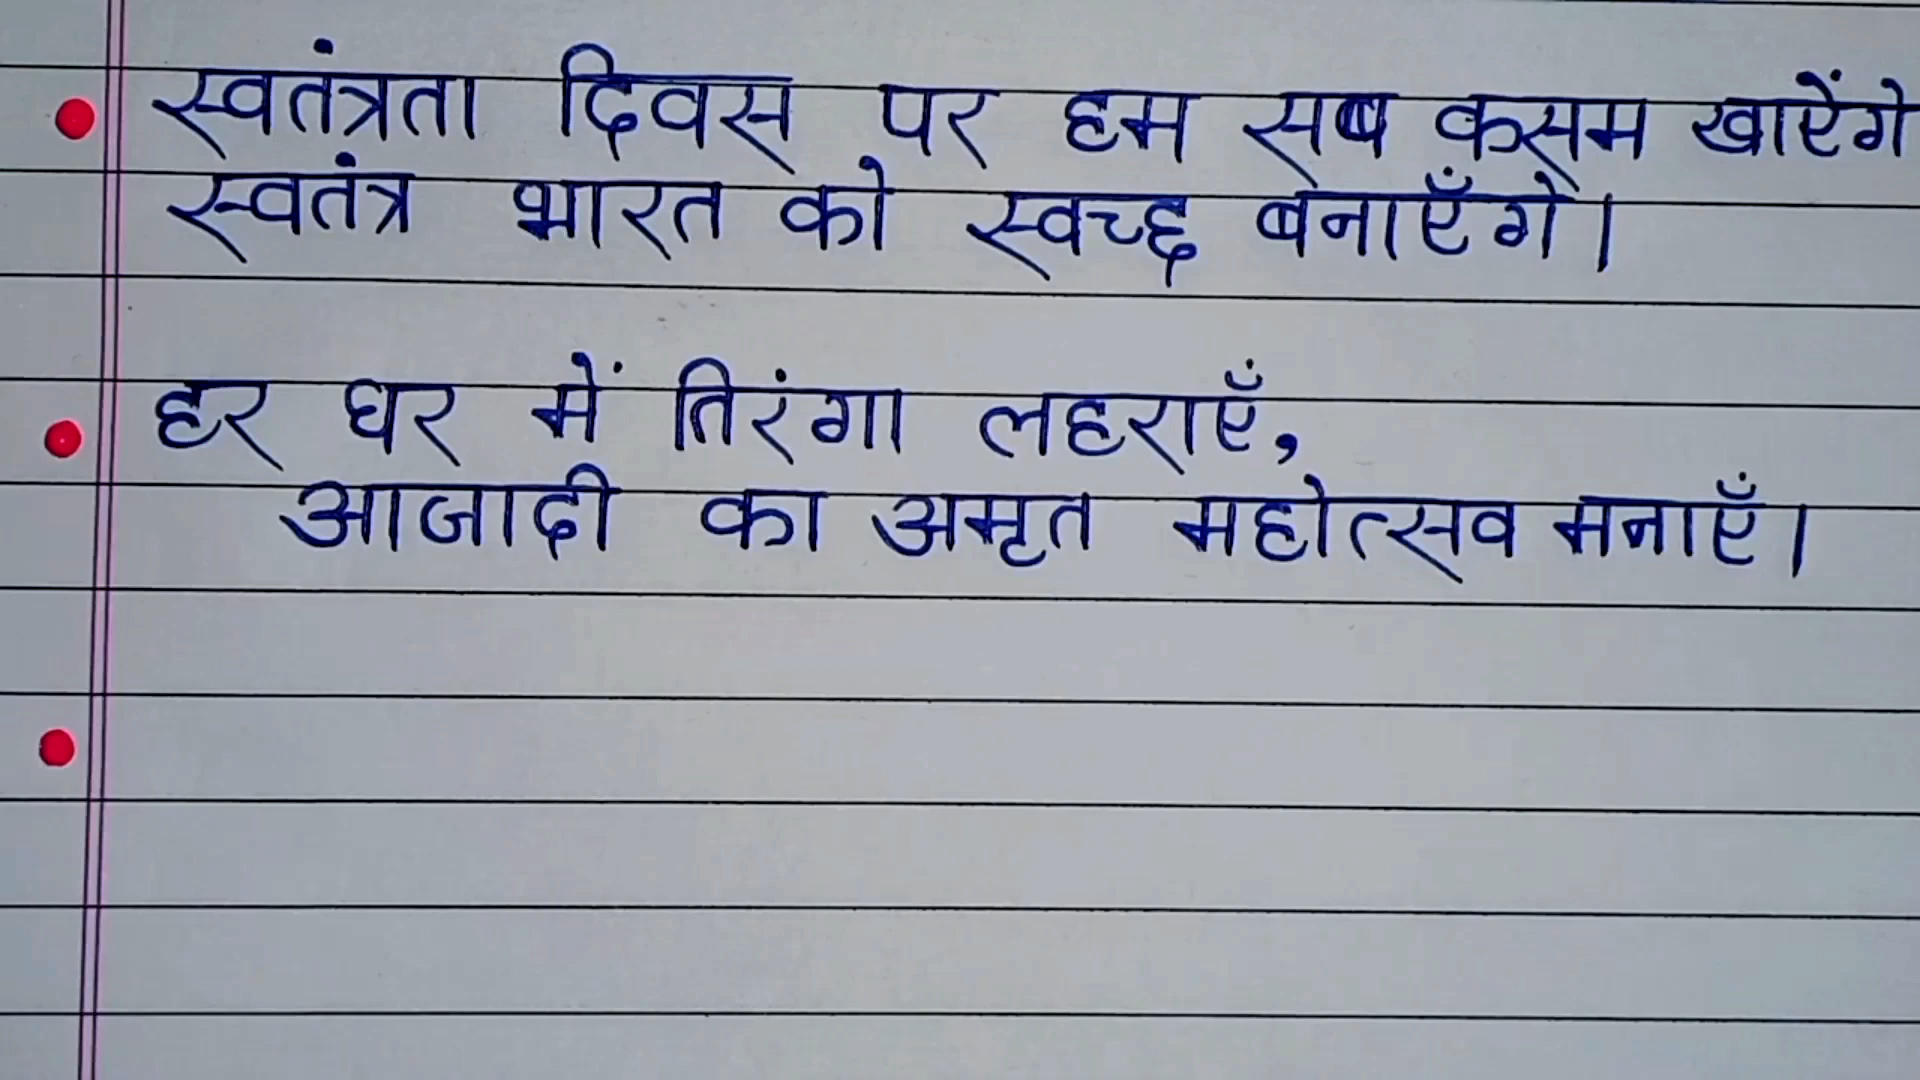 स्वतंत्रता दिवस पर हम सब कसम खाऐंगे
स्वतंत्र भारत को स्वच्छ बनाएँगे।
हर घर में तिरंगा लहराएँ,
आजादी का अमृत महोत्सव मनाएँ।